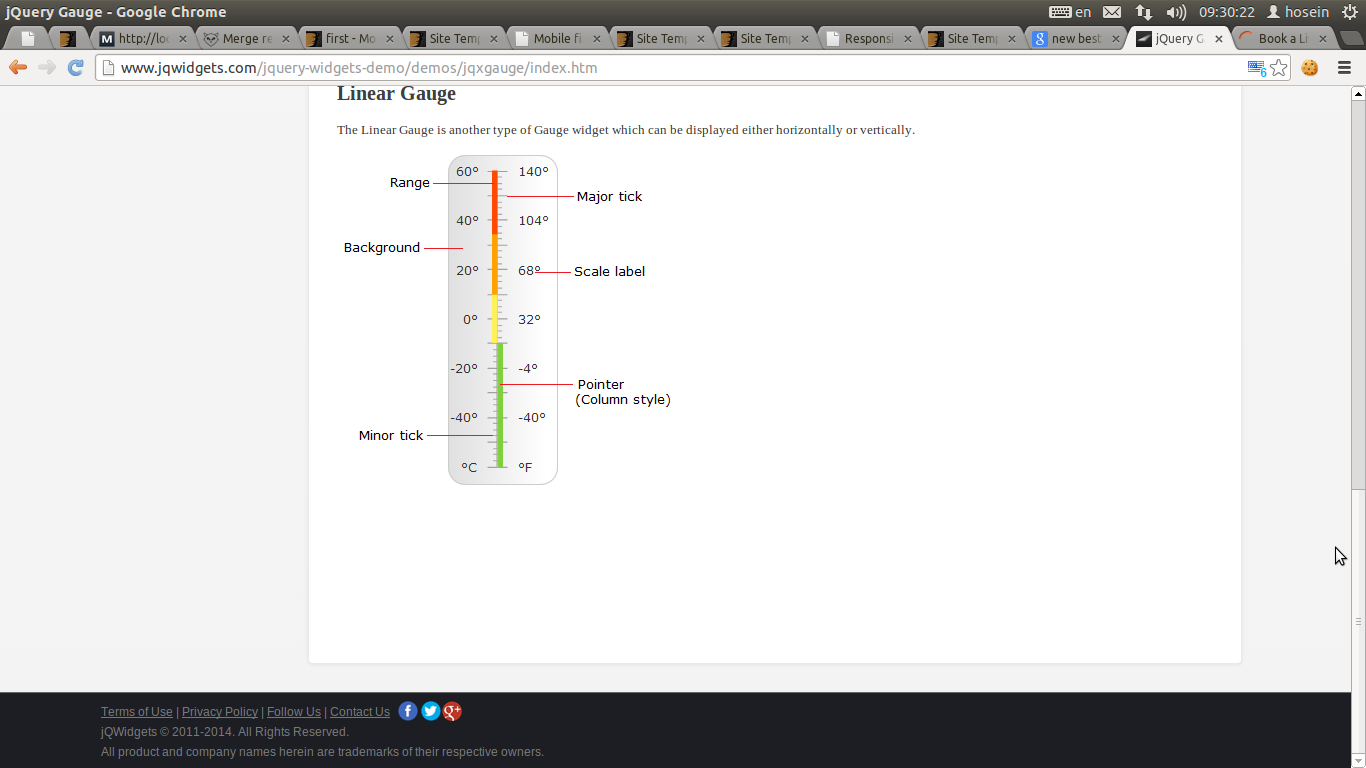 jQuery Gauge - Google Chrome
en
09:30:22
hosein
http://loc
Merge re
first - Mo
Site Temp
Mobile fi
Site Temp
Site Temp
Responsi
Site Temp
new best
jQuery G
Book a Li
www.jqwidgets.com/jquery-widgets-demo/demos/jqxgauge/index.htm
Linear Gauge
The Linear Gauge is another type of Gauge widget which can be displayed either horizontally or vertically.
60° 140°
Range
Major tick
40° 104°
Background
20° 68°
Scale label
0° 32°
-20° -4°
Pointer
(Column style)
-40° -40°
Minor tick
°C °F
Terms of Use | Privacy Policy | Follow Us | Contact Us
jQWidgets © 2011-2014. All Rights Reserved.
All product and company names herein are trademarks of their respective owners.